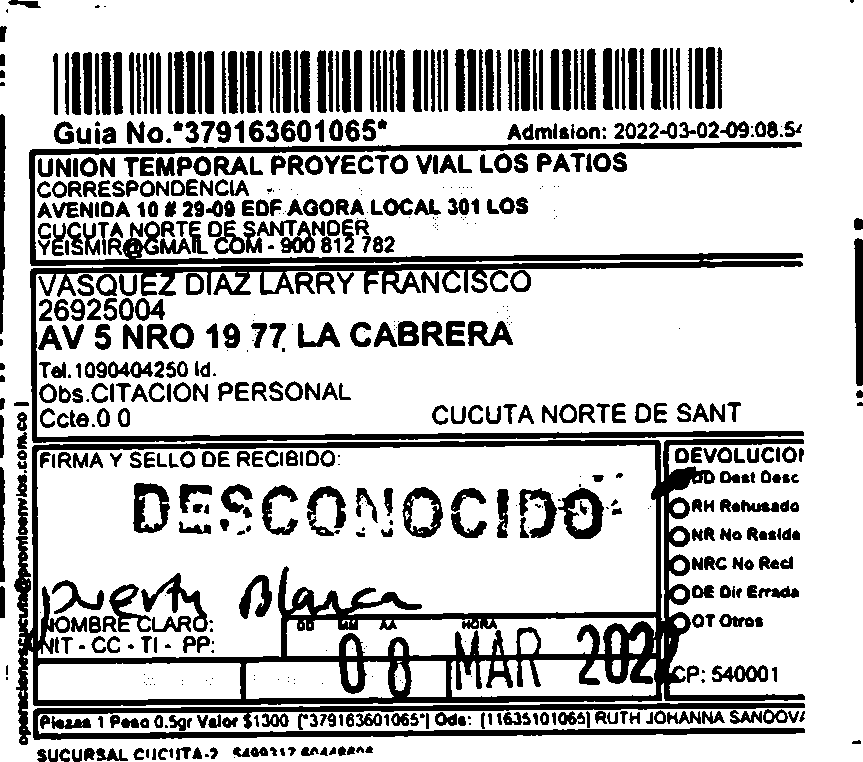 Guia No.*379163601065*
Admision: 2022-03-02-09:08:54
UNION TEMPORAL PROYECTO VIAL LOS PATIOS
CORRESPONDENCIA
AVENIDA 10 # 29-09 EDF AGORA LOCAL 301 LOS
CUCUTA NORTE DE SANTANDER
YEISMIR@GMAIL COM - 900 812 782
VASQUEZ DIAZ LARRY FRANCISCO
26925004
AV 5 NRO 19 77 LA CABRERA
Tel.1090404250 Id.
Obs.CITACION PERSONAL
Ccte.0 0
CUCUTA NORTE DE SANT
operacionescucuta@prontoenvios.com.co
FIRMA Y SELLO DE RECIBIDO:
DESCONOCIDO
puerta Blanca
NOMBRE CLARO:
NIT - CC - TI - PP:
DD MM AA HORA
08 MAR 2022
DEVOLUCION
DD Dest Desc
RH Rehusado
NR No Reside
NRC No Recl
DE Dir Errada
OT Otros
CP: 540001
Piezas 1 Peso 0.5gr Valor $1300 [*379163601065*] Ods: [11635101065] RUTH JOHANNA SANDOVA
SUCURSAL CUCUTA-2